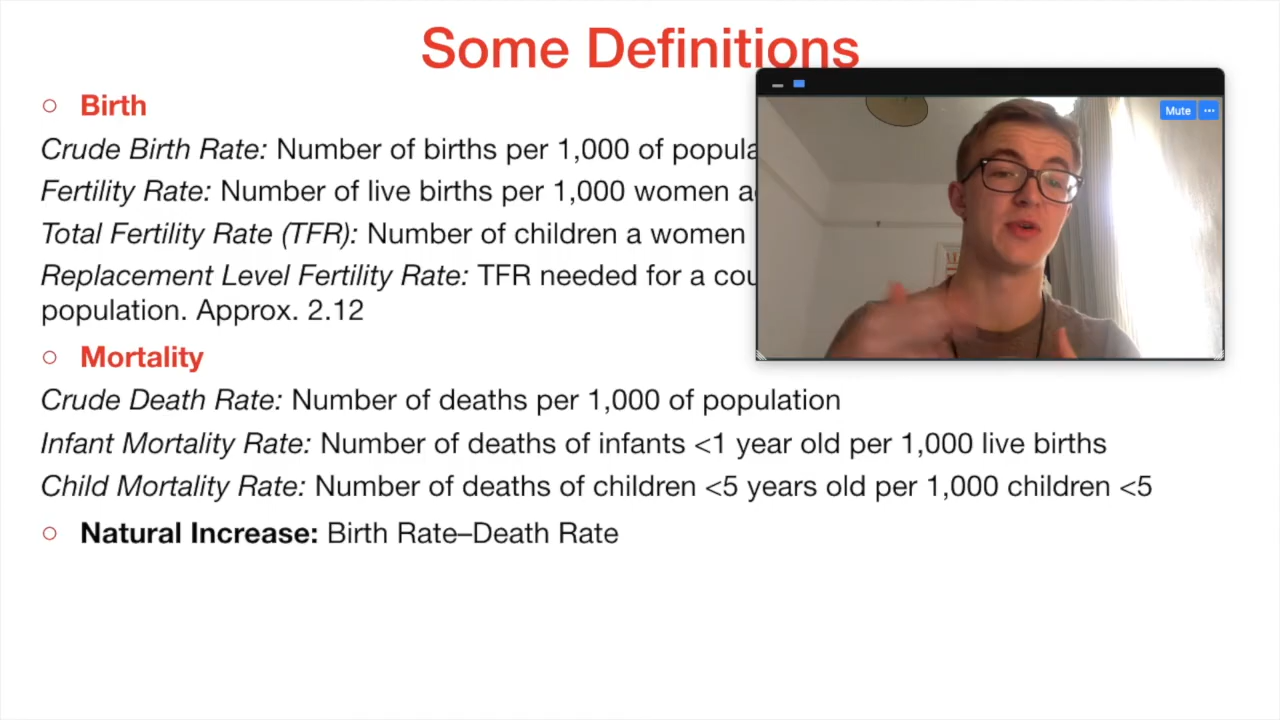 Some Definitions
Mute
Birth
Crude Birth Rate: Number of births per 1,000 of
Fertility Rate: Number of live births per 1,000 women
Total Fertility Rate (TFR): Number of children a women
Replacement Level Fertility Rate: TFR needed for a
population. Approx. 2.12
Mortality
Crude Death Rate: Number of deaths per 1,000 of population
Infant Mortality Rate: Number of deaths of infants <1 year old per 1,000 live births
Child Mortality Rate: Number of deaths of children <5 years old per 1,000 children <5
Natural Increase: Birth Rate–Death Rate